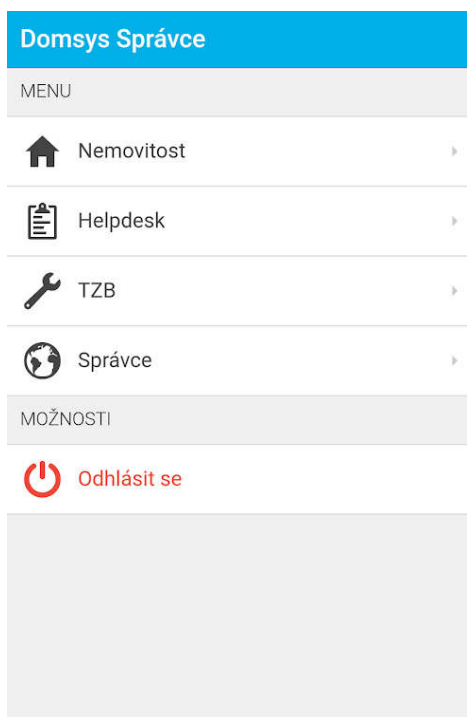 Domsys Správce
MENU
Nemovitost
Helpdesk
TZB
Správce
MOŽNOSTI
Odhlásit se